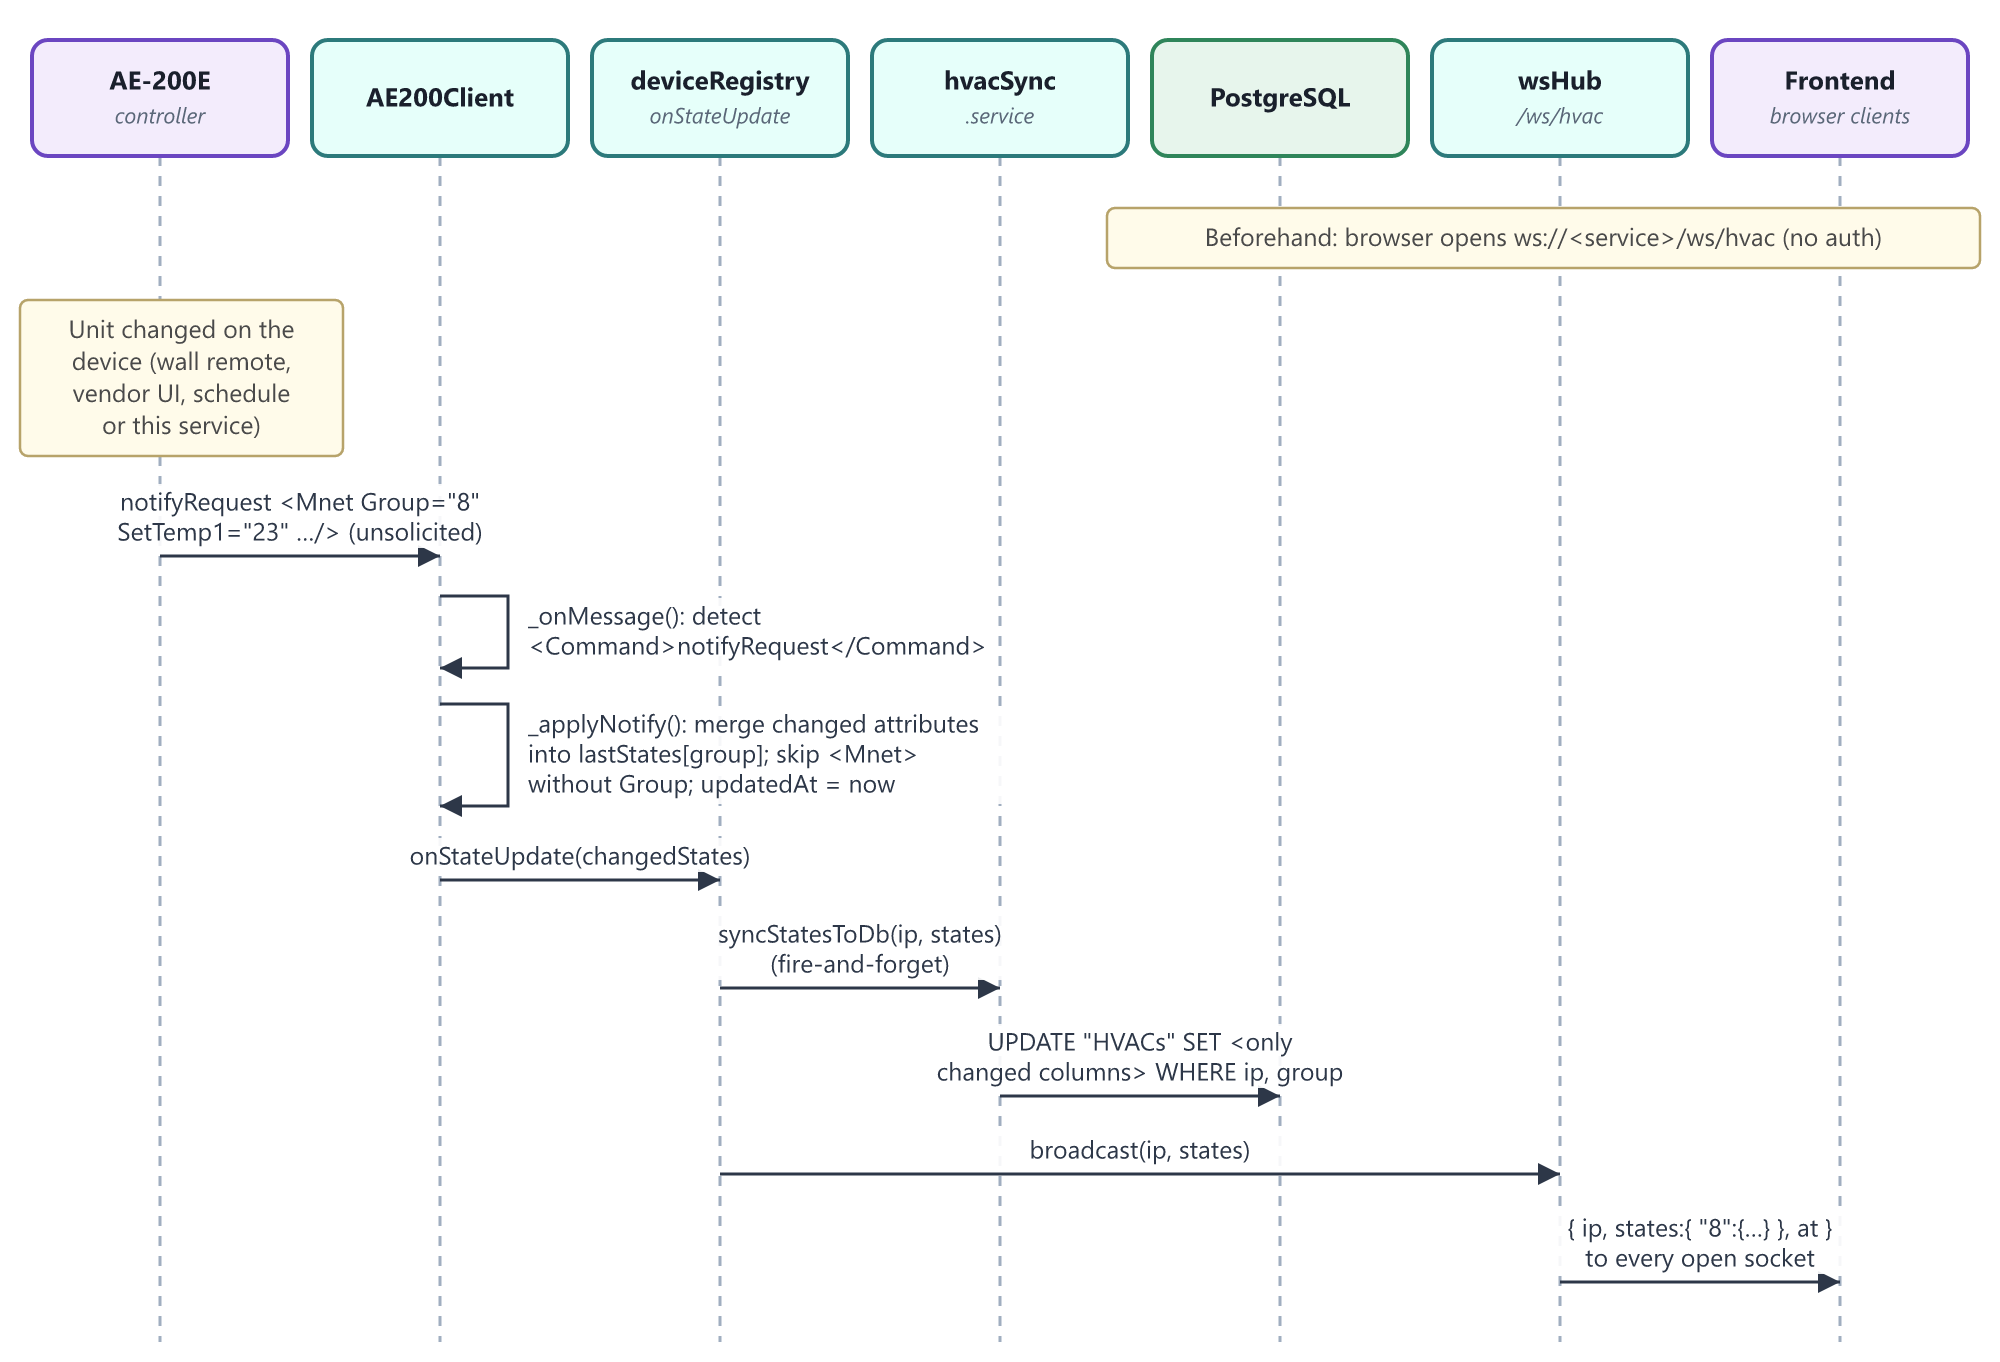 AE-200E
controller
AE200Client
deviceRegistry
onStateUpdate
hvacSync
.service
PostgreSQL
wsHub
/ws/hvac
Frontend
browser clients
Beforehand: browser opens ws://<service>/ws/hvac (no auth)
Unit changed on the
device (wall remote,
vendor UI, schedule
or this service)
notifyRequest <Mnet Group="8"
SetTemp1="23" .../> (unsolicited)
_onMessage(): detect
<Command>notifyRequest</Command>
_applyNotify(): merge changed attributes
into lastStates[group]; skip <Mnet>
without Group; updatedAt = now
onStateUpdate(changedStates)
syncStatesToDb(ip, states)
(fire-and-forget)
UPDATE "HVACs" SET <only
changed columns> WHERE ip, group
broadcast(ip, states)
{ ip, states:{ "8":{...} }, at }
to every open socket